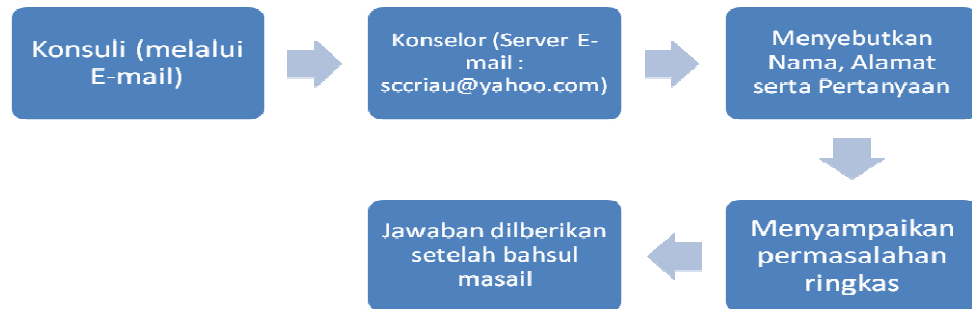 Konsuli (melalui
E-mail)
Konselor (Server E-
mail :
sccriau@yahoo.com)
Menyebutkan
Nama, Alamat
serta Pertanyaan
Menyampaikan
permasalahan
ringkas
Jawaban dilberikan
setelah bahsul
masail